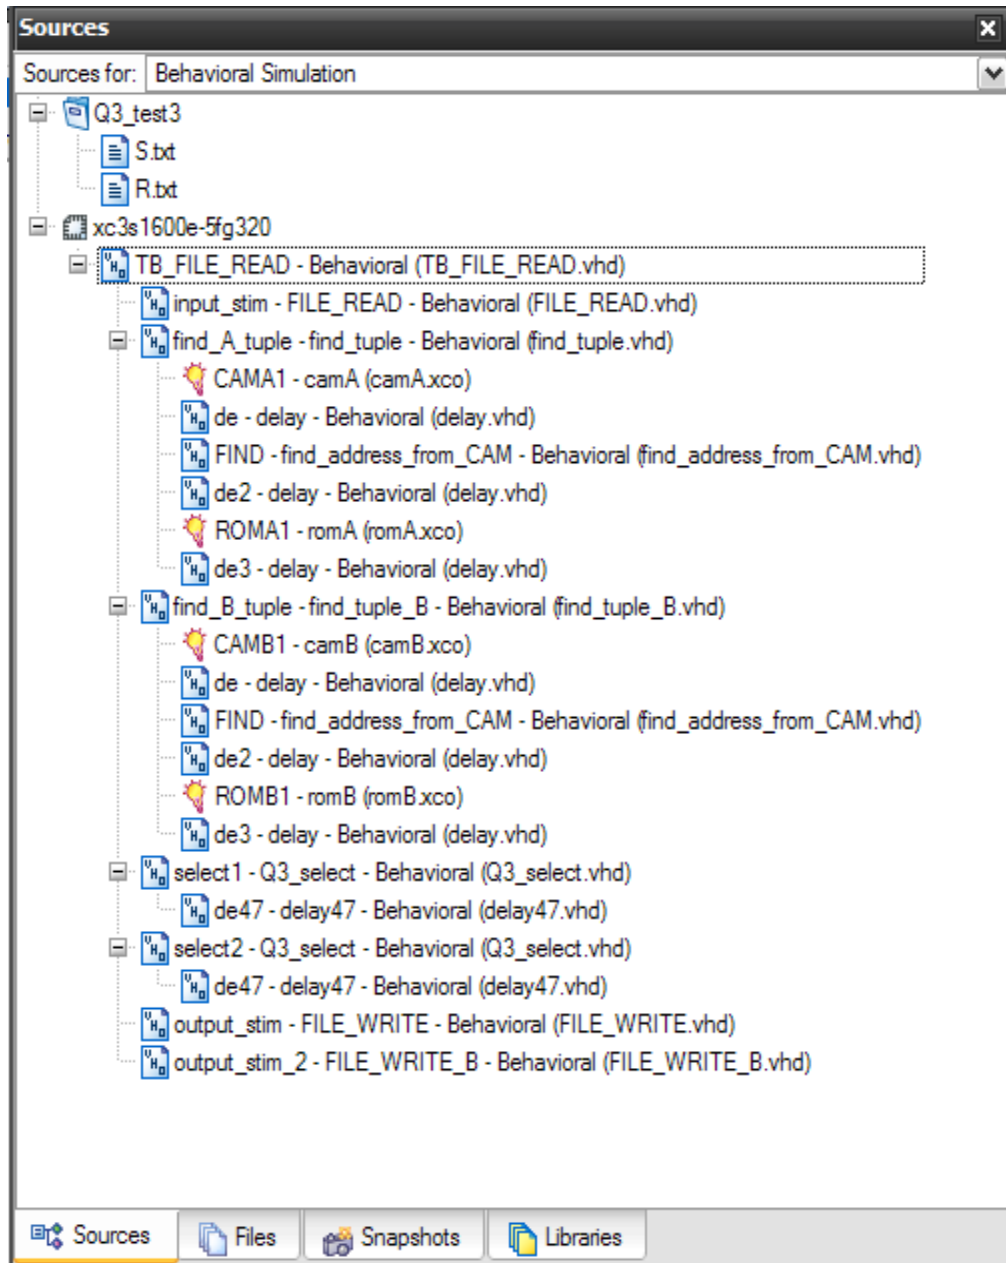 Sources
Sources for: Behavioral Simulation
Q3_test3
S.txt
R.txt
xc3s1600e-5fg320
TB_FILE_READ - Behavioral (TB_FILE_READ.vhd)
input_stim - FILE_READ - Behavioral (FILE_READ.vhd)
find_A_tuple - find_tuple - Behavioral (find_tuple.vhd)
CAMA1 - camA (camA.xco)
de - delay - Behavioral (delay.vhd)
FIND - find_address_from_CAM - Behavioral (find_address_from_CAM.vhd)
de2 - delay - Behavioral (delay.vhd)
ROMA1 - romA (romA.xco)
de3 - delay - Behavioral (delay.vhd)
find_B_tuple - find_tuple_B - Behavioral (find_tuple_B.vhd)
CAMB1 - camB (camB.xco)
de - delay - Behavioral (delay.vhd)
FIND - find_address_from_CAM - Behavioral (find_address_from_CAM.vhd)
de2 - delay - Behavioral (delay.vhd)
ROMB1 - romB (romB.xco)
de3 - delay - Behavioral (delay.vhd)
select1 - Q3_select - Behavioral (Q3_select.vhd)
de47 - delay47 - Behavioral (delay47.vhd)
select2 - Q3_select - Behavioral (Q3_select.vhd)
de47 - delay47 - Behavioral (delay47.vhd)
output_stim - FILE_WRITE - Behavioral (FILE_WRITE.vhd)
output_stim_2 - FILE_WRITE_B - Behavioral (FILE_WRITE_B.vhd)
Sources Files Snapshots Libraries